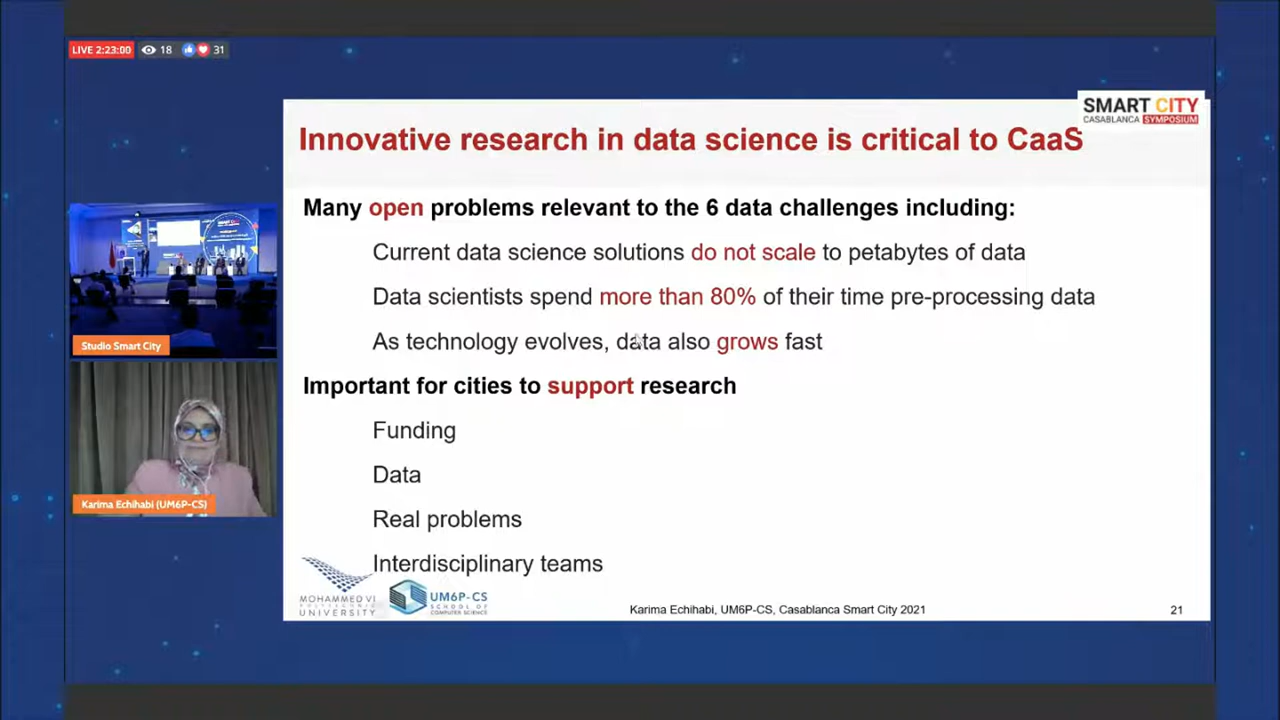 LIVE 2:23:00
18
31
SMART CITY
CASABLANCA SYMPOSIUM
Innovative research in data science is critical to CaaS
Many open problems relevant to the 6 data challenges including:
Current data science solutions do not scale to petabytes of data
Data scientists spend more than 80% of their time pre-processing data
As technology evolves, data also grows fast
Important for cities to support research
Funding
Data
Real problems
Interdisciplinary teams
Studio Smart City
Karima Echihabi (UM6P-CS)
MOHAMMED VI
POLYTECHNIC
UNIVERSITY
UM6P-CS
SCHOOL OF
COMPUTER SCIENCE
Karima Echihabi, UM6P-CS, Casablanca Smart City 2021
21